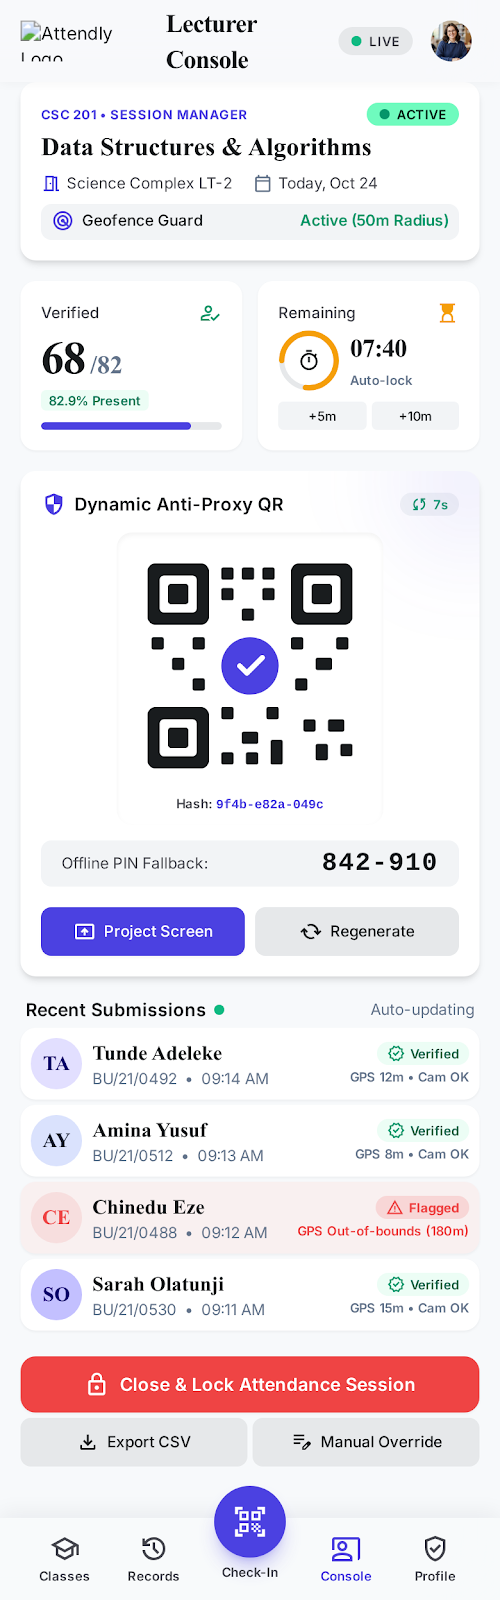 Attendly
Logo
Lecturer
Console
LIVE
CSC 201 • SESSION MANAGER
ACTIVE
Data Structures & Algorithms
Science Complex LT-2
Today, Oct 24
Geofence Guard
Active (50m Radius)
Verified
68 /82
82.9% Present
Remaining
07:40
Auto-lock
+5m
+10m
Dynamic Anti-Proxy QR
7s
Hash: 9f4b-e82a-049c
Offline PIN Fallback:
842-910
Project Screen
Regenerate
Recent Submissions
Auto-updating
TA
Tunde Adeleke
BU/21/0492 • 09:14 AM
Verified
GPS 12m • Cam OK
AY
Amina Yusuf
BU/21/0512 • 09:13 AM
Verified
GPS 8m • Cam OK
CE
Chinedu Eze
BU/21/0488 • 09:12 AM
Flagged
GPS Out-of-bounds (180m)
SO
Sarah Olatunji
BU/21/0530 • 09:11 AM
Verified
GPS 15m • Cam OK
Close & Lock Attendance Session
Export CSV
Manual Override
Classes
Records
Check-In
Console
Profile